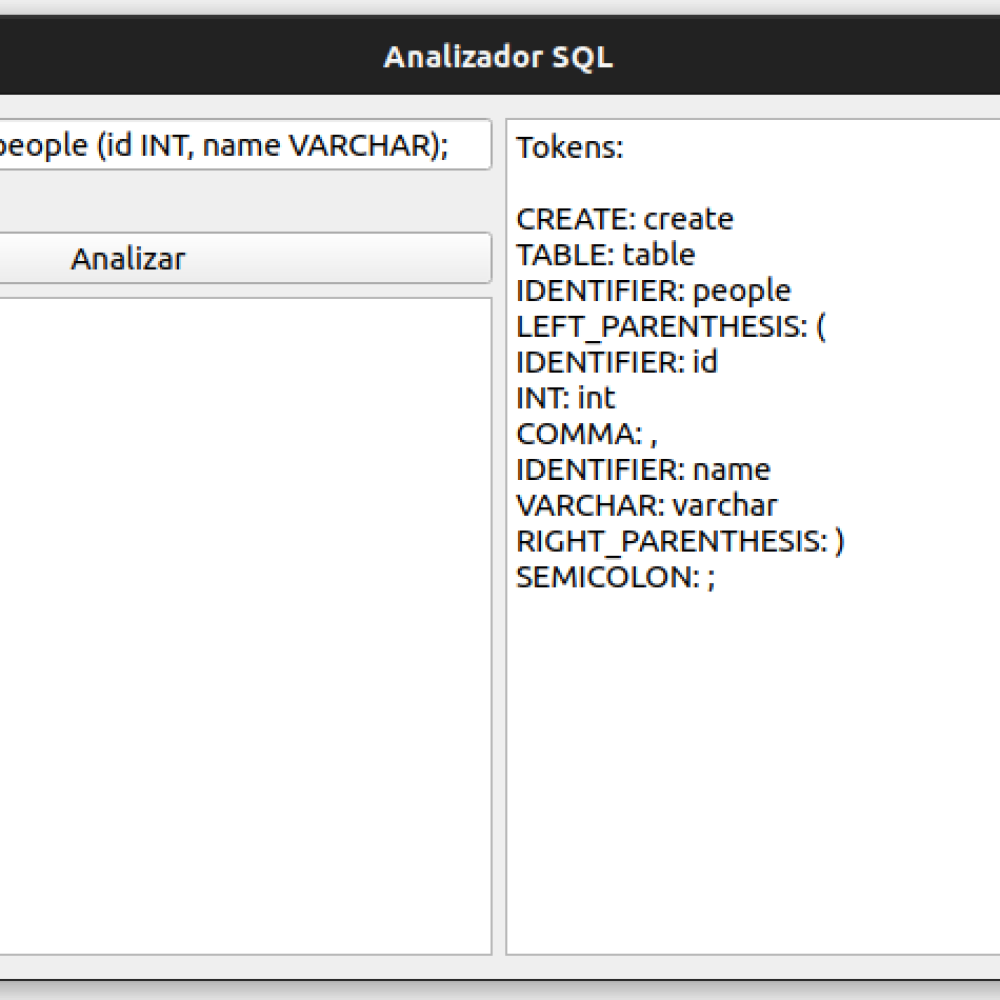 Analizador SQL
people (id INT, name VARCHAR);
Analizar
Tokens:
CREATE: create
TABLE: table
IDENTIFIER: people
LEFT_PARENTHESIS: (
IDENTIFIER: id
INT: int
COMMA: ,
IDENTIFIER: name
VARCHAR: varchar
RIGHT_PARENTHESIS: )
SEMICOLON: ;